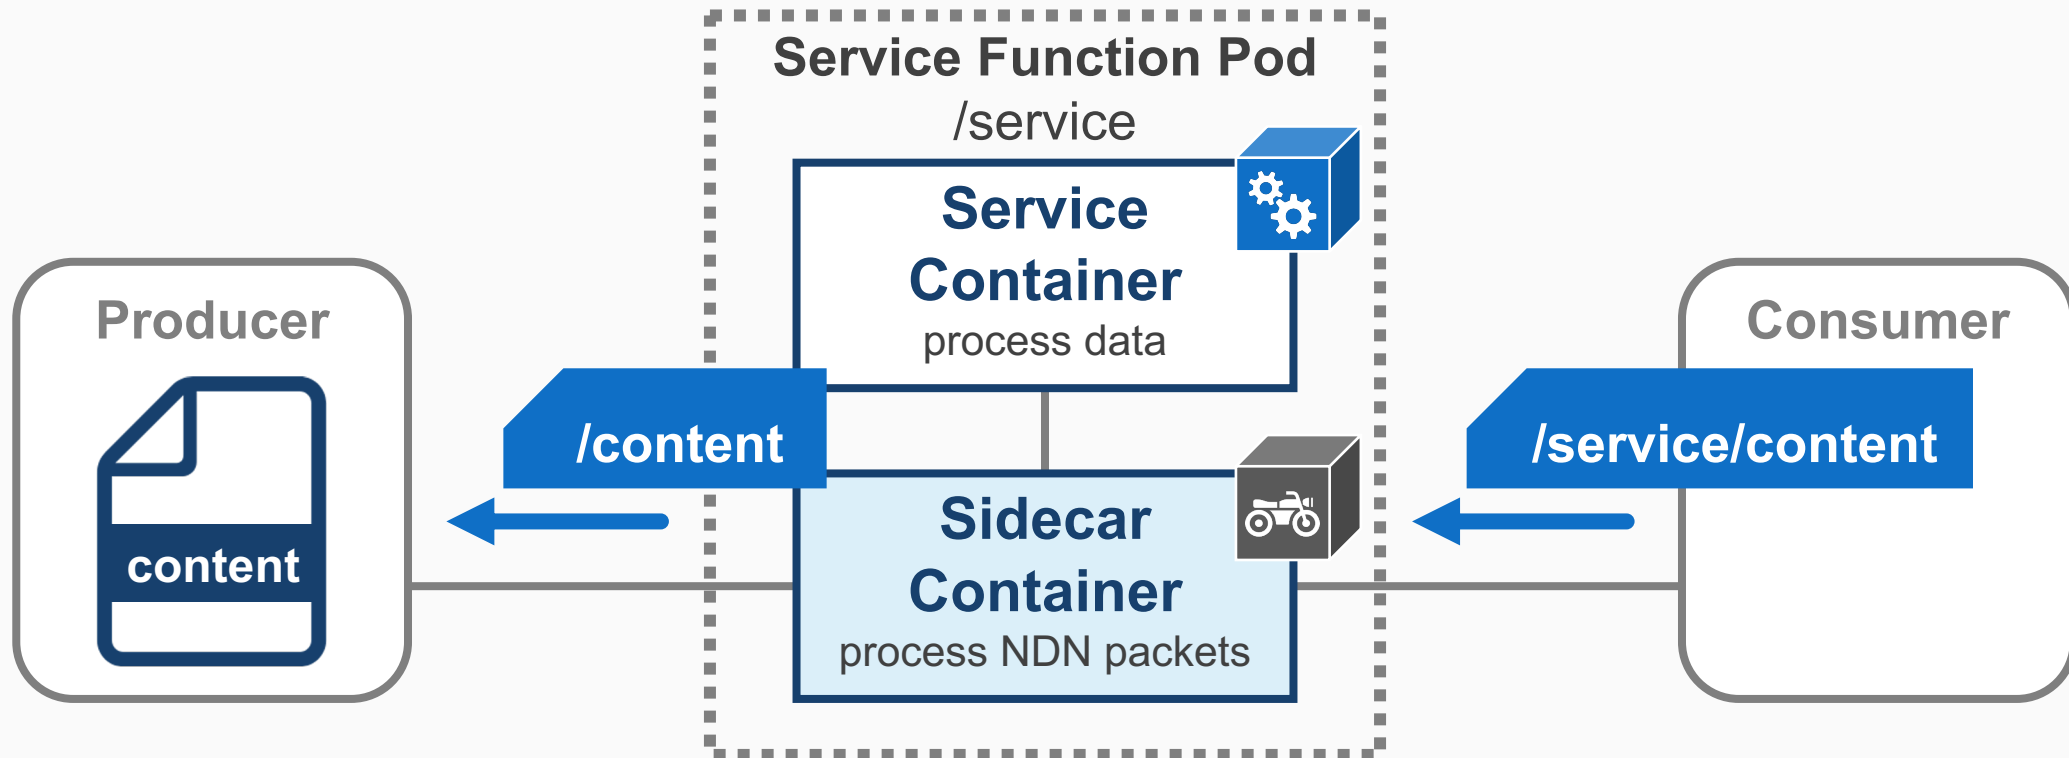 Service Function Pod
/service
Service
Container
process data
Producer
content
/content
Sidecar
Container
process NDN packets
Consumer
/service/content